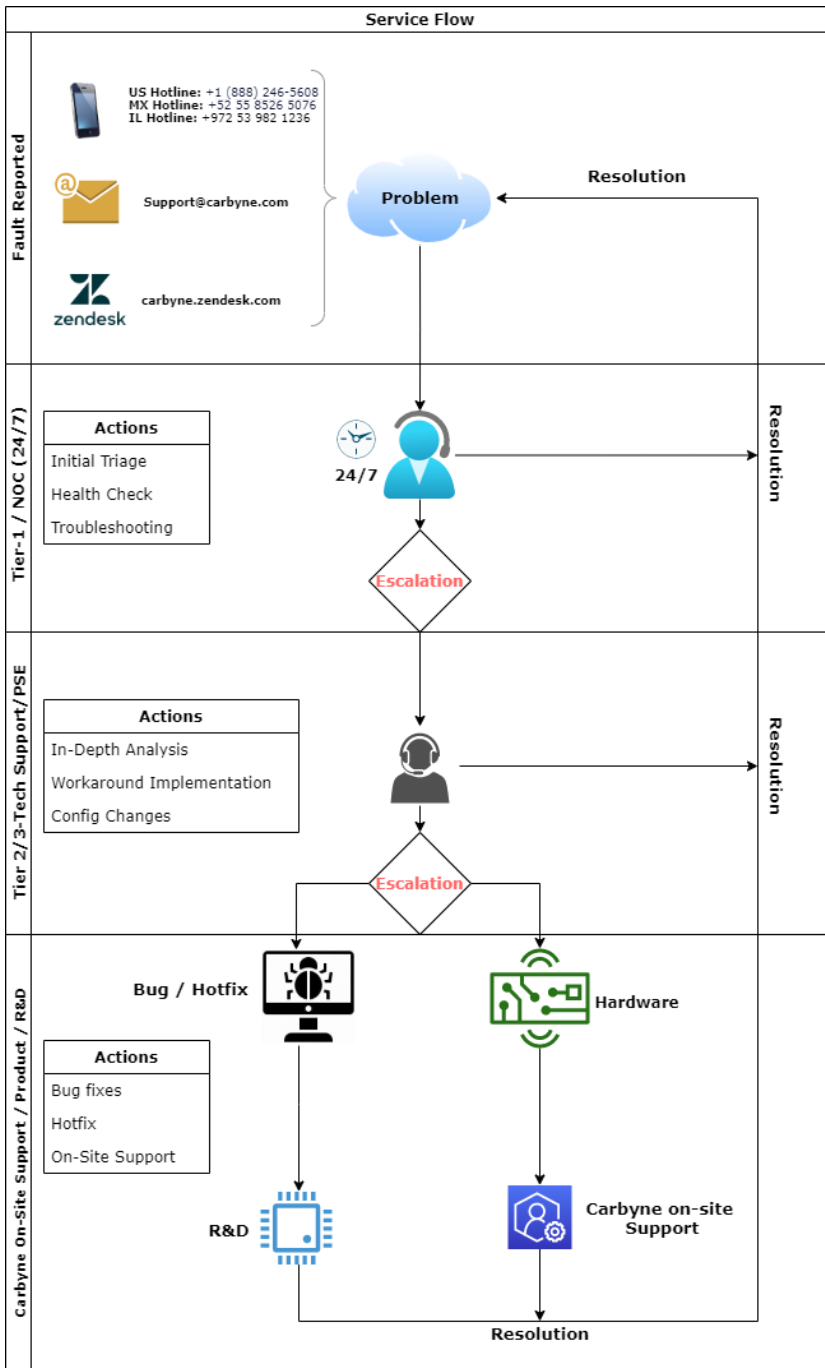 Service Flow
Fault Reported
US Hotline: +1 (888) 246-5608
MX Hotline: +52 55 8526 5076
IL Hotline: +972 53 982 1236
Support@carbyne.com
zendesk
carbyne.zendesk.com
Problem
Resolution
Tier-1 / NOC (24/7)
Actions
Initial Triage
Health Check
Troubleshooting
24/7
Escalation
Resolution
Tier 2/3-Tech Support/PSE
Actions
In-Depth Analysis
Workaround Implementation
Config Changes
Escalation
Resolution
Carbyne On-Site Support / Product / R&D
Bug / Hotfix
Hardware
Actions
Bug fixes
Hotfix
On-Site Support
R&D
Carbyne on-site
Support
Resolution